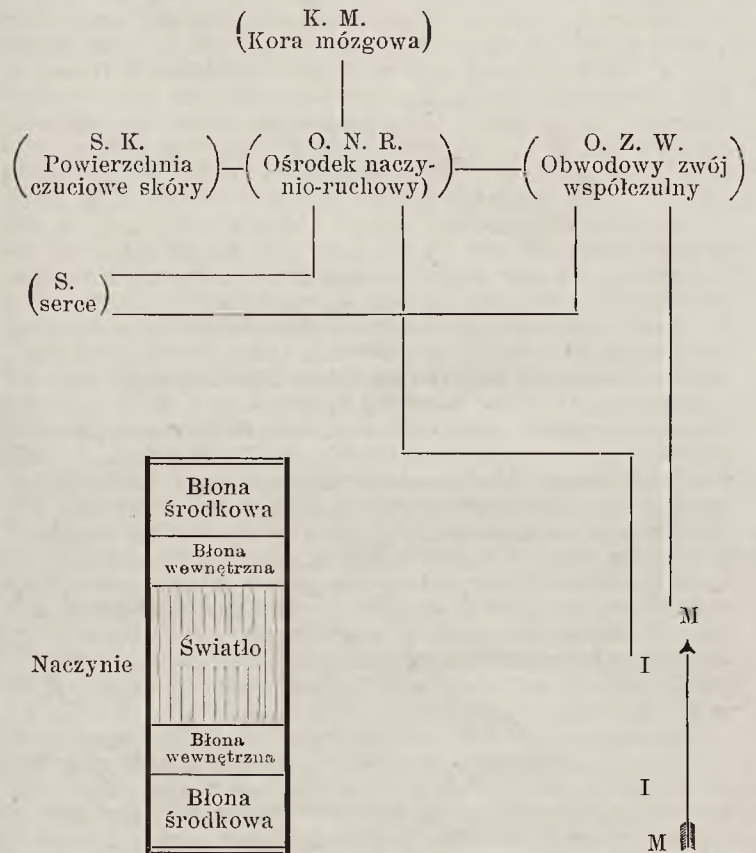 K. M.
(Kora mózgowa)
S. K.
Powierzchnia
czuciowe skóry
O. N. R.
Ośrodek naczy-
nio-ruchowy)
O. Z. W.
Obwodowy zwój
współczulny
S.
(serce)
Błona
środkowa
Błona
wewnętrzna
Światło
Naczynie
Błona
wewnętrzna
Błona
środkowa
M
I
I
M